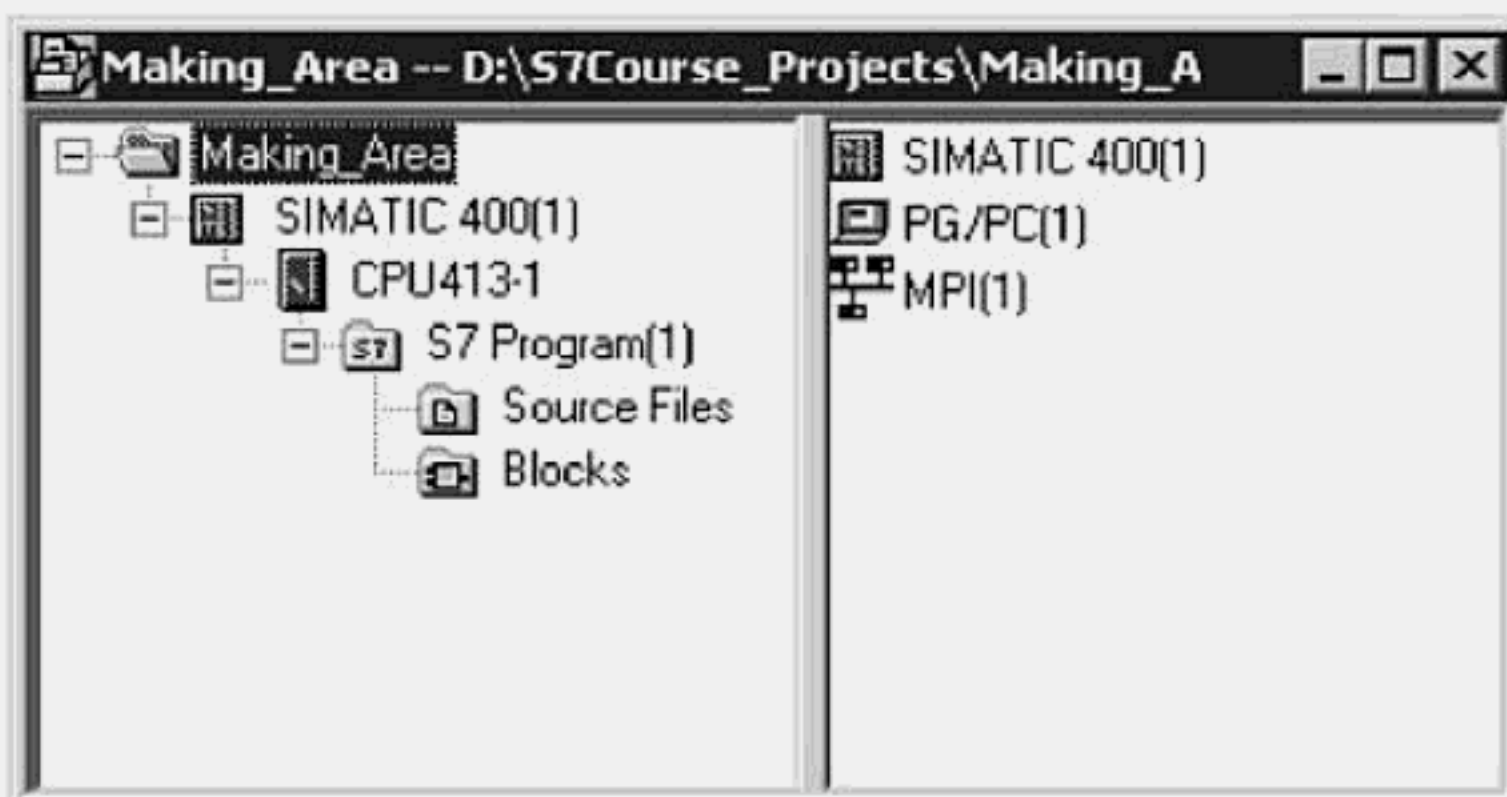 Making_Area -- D:\S7Course_Projects\Making_A
Making_Area
SIMATIC 400(1)
CPU413-1
S7 Program(1)
Source Files
Blocks
SIMATIC 400(1)
PG/PC(1)
MPI(1)